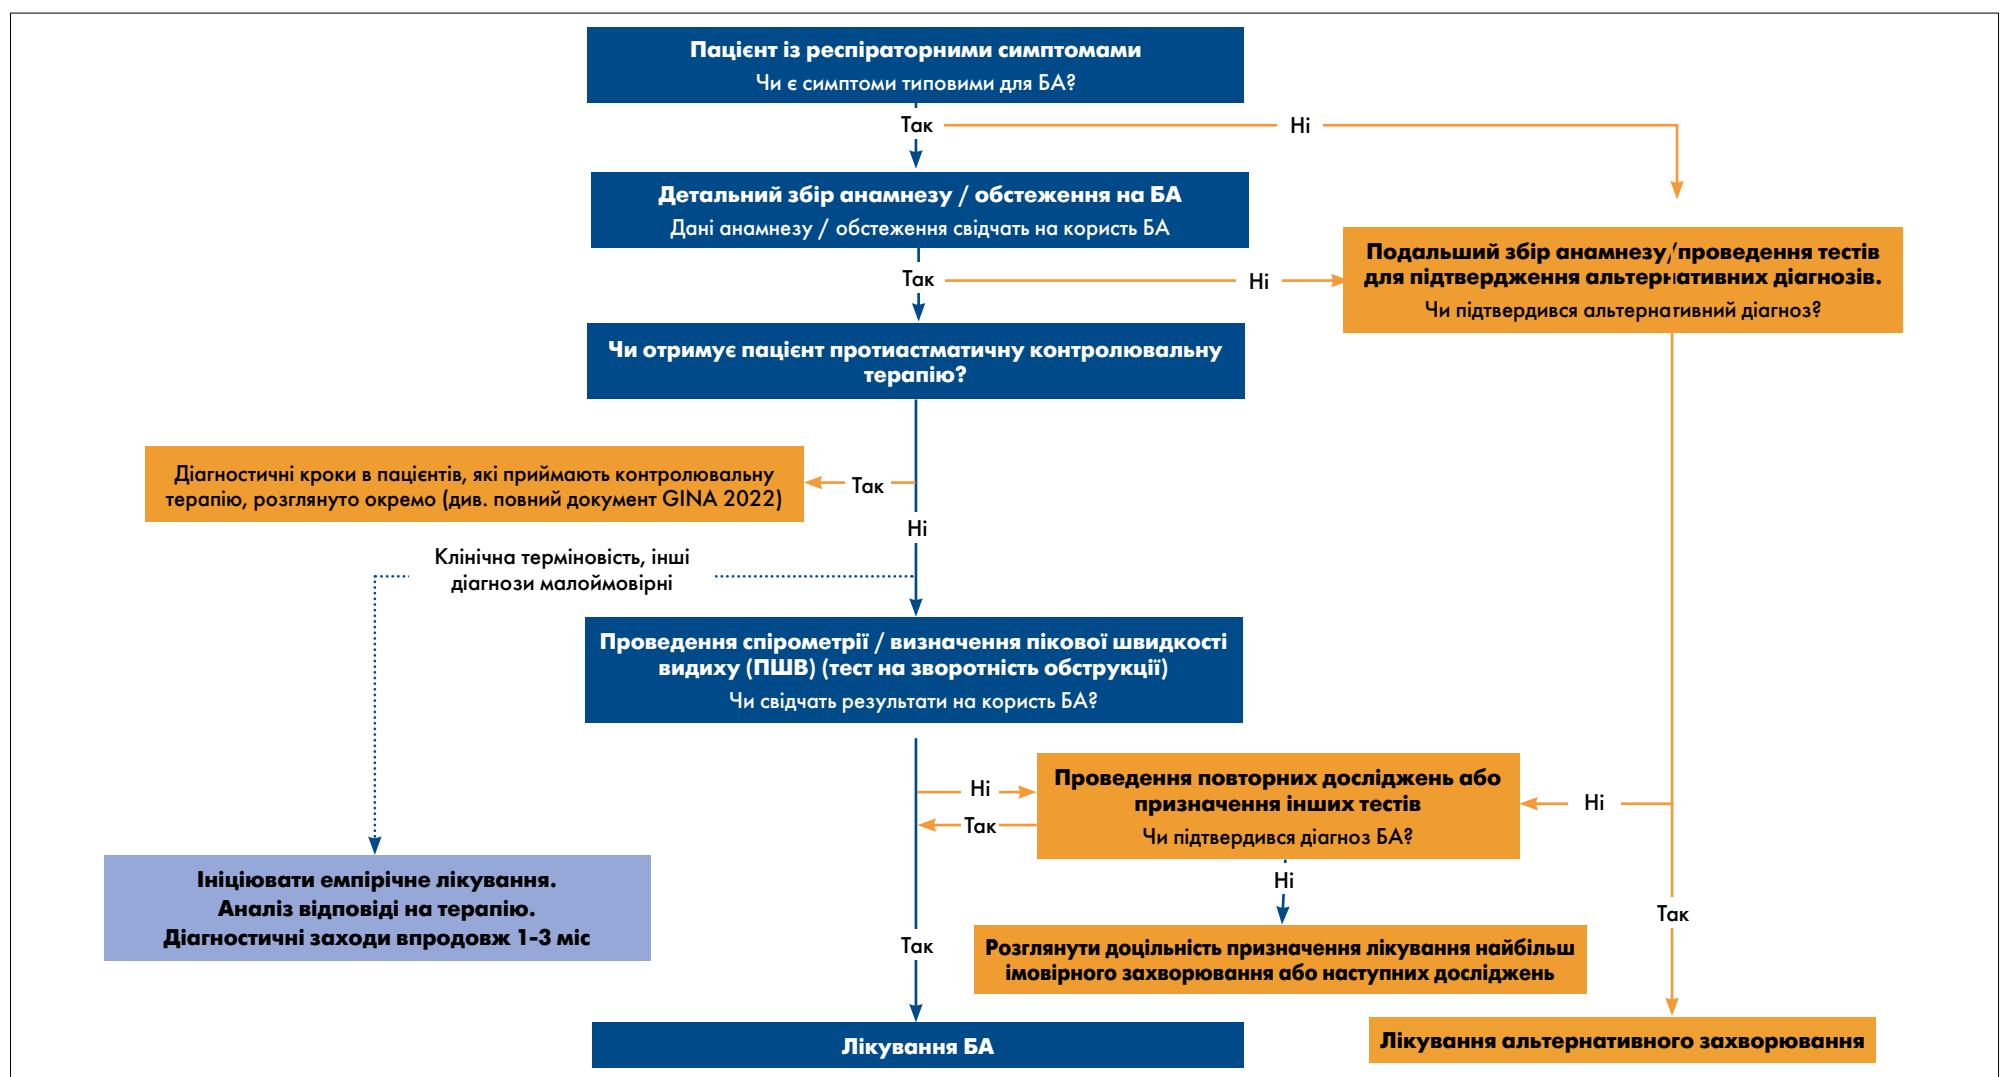 Пацієнт із респіраторними симптомами
Чи є симптоми типовими для БА?
Так
Ні
Детальний збір анамнезу / обстеження на БА
Дані анамнезу / обстеження свідчать на користь БА
Подальший збір анамнезу/проведення тестів
для підтвердження альтернативних діагнозів.
Чи підтвердився альтернативний діагноз?
Так
Ні
Чи отримує пацієнт протиастматичну контролювальну
терапію?
Діагностичні кроки в пацієнтів, які приймають контролювальну
терапію, розглянуто окремо (див. повний документ GINA 2022)
Так
Ні
Клінічна терміновість, інші
діагнози малоймовірні
Проведення спірометрії / визначення пікової швидкості
видиху (ПШВ) (тест на зворотність обструкції)
Чи свідчать результати на користь БА?
Ні
Так
Проведення повторних досліджень або
призначення інших тестів
Чи підтвердився діагноз БА?
Ні
Ініціювати емпіричне лікування.
Аналіз відповіді на терапію.
Діагностичні заходи впродовж 1-3 міс
Ні
Так
Так
Розглянути доцільність призначення лікування найбільш
імовірного захворювання або наступних досліджень
Лікування БА
Лікування альтернативного захворювання